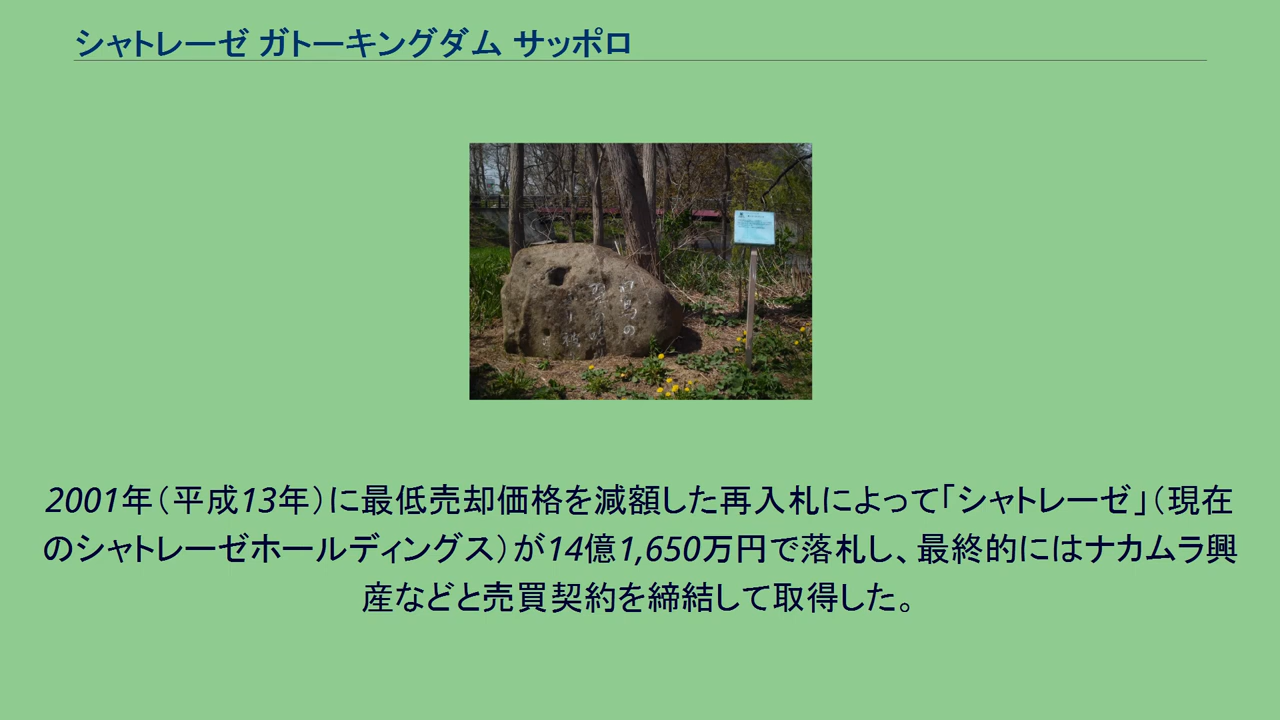 シャトレーゼ ガトーキングダム サッポロ
2001年（平成13年）に最低売却価格を減額した再入札によって「シャトレーゼ」（現在
のシャトレーゼホールディングス）が14億1,650万円で落札し、最終的にはナカムラ興
産などと売買契約を締結して取得した。